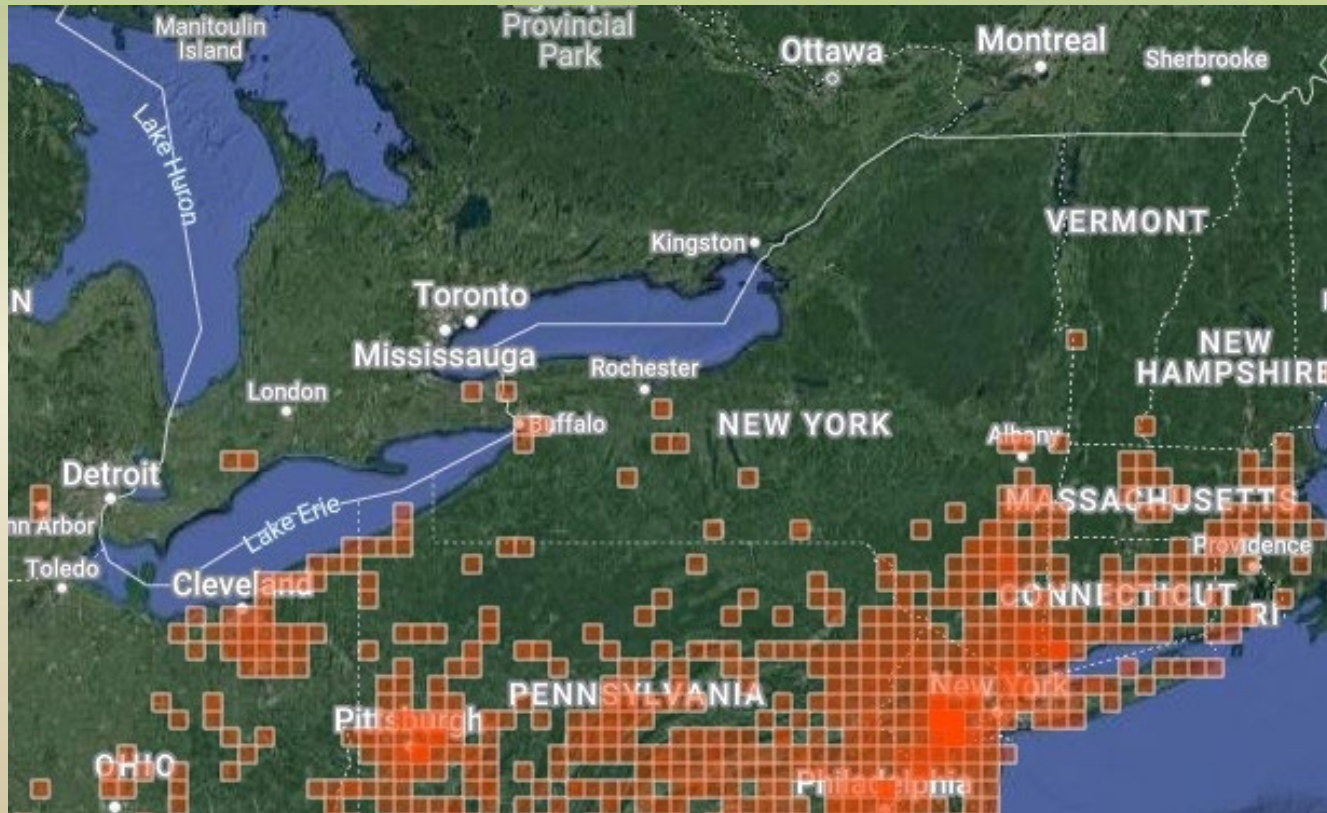 Manitoulin
Island
Provincial
Park
Ottawa
Montreal
Sherbrooke
Lake Huron
VERMONT
Kingston
N
Toronto
Mississauga
Rochester
NEW
HAMPSHIRE
London
Buffalo
NEW YORK
Albany
Detroit
MASSACHUSETTS
nn Arbor
Lake Erie
Providence
Toledo
Cleveland
CONNECTICUT
RI
PENNSYLVANIA
New York
Pittsburgh
OHIO
Philadelphia